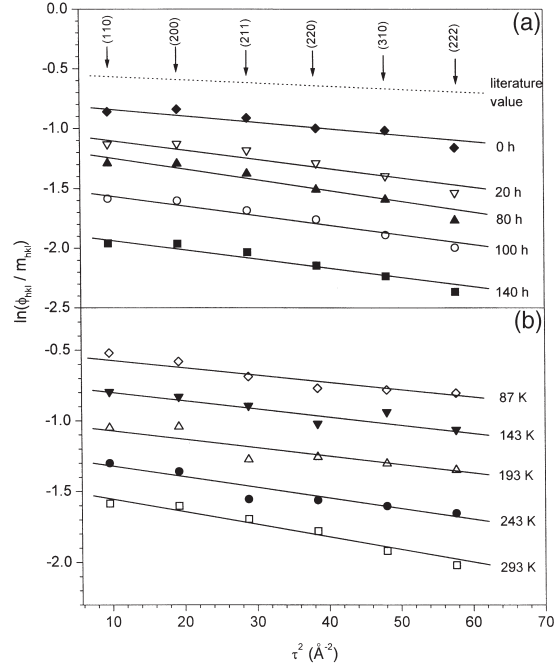 0.0
(a)
(110)
(200)
(211)
(220)
(310)
(222)
-0.5
literature
value
-1.0
0 h
-1.5
20 h
80 h
-2.0
100 h
140 h
-2.5
ln(ϕhkl / mhkl)
(b)
-0.5
87 K
-1.0
143 K
193 K
-1.5
243 K
-2.0
293 K
10 20 30 40 50 60 70
τ² (Å⁻²)